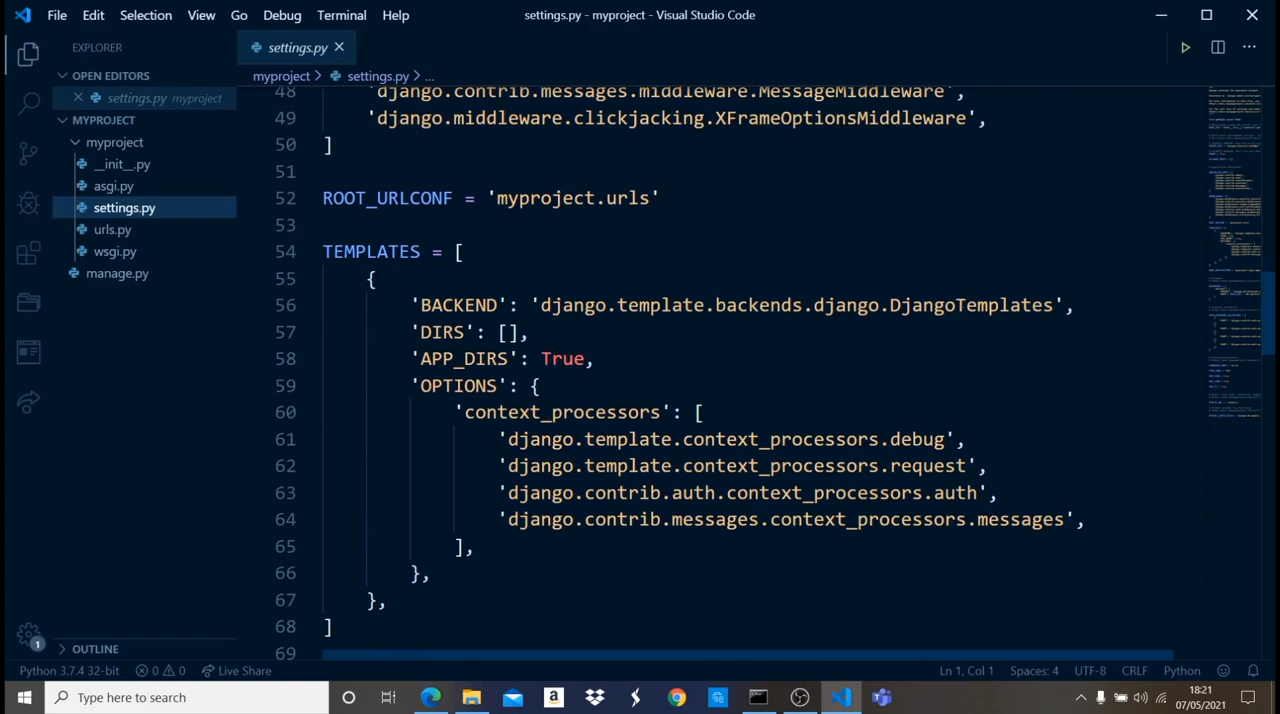 File Edit Selection View Go Debug Terminal Help
settings.py - myproject - Visual Studio Code
EXPLORER
settings.py
OPEN EDITORS
myproject > settings.py > ...
settings.py myproject
MYPROJECT
myproject
__init__.py
asgi.py
settings.py
urls.py
wsgi.py
manage.py
48 'django.contrib.messages.middleware.MessageMiddleware',
49 'django.middleware.clickjacking.XFrameOptionsMiddleware',
50 ]
51
52 ROOT_URLCONF = 'myproject.urls'
53
54 TEMPLATES = [
55 {
56 'BACKEND': 'django.template.backends.django.DjangoTemplates',
57 'DIRS': [],
58 'APP_DIRS': True,
59 'OPTIONS': {
60 'context_processors': [
61 'django.template.context_processors.debug',
62 'django.template.context_processors.request',
63 'django.contrib.auth.context_processors.auth',
64 'django.contrib.messages.context_processors.messages',
65 ],
66 },
67 },
68 ]
69
1
OUTLINE
Python 3.7.4 32-bit 0 0 Live Share
Ln 1, Col 1 Spaces: 4 UTF-8 CRLF Python
Type here to search
18:21
07/05/2021